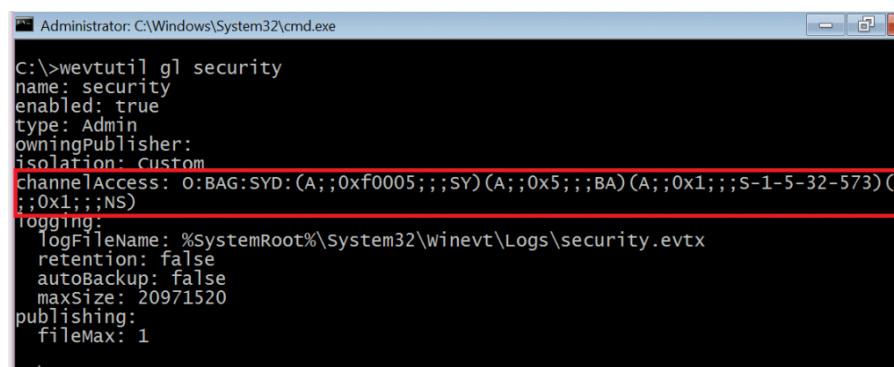 Administrator: C:\Windows\System32\cmd.exe
C:\>wevtutil gl security
name: security
enabled: true
type: Admin
owningPublisher:
isolation: Custom
channelAccess: O:BAG:SYD:(A;;0xf0005;;;SY)(A;;0x5;;;BA)(A;;0x1;;;S-1-5-32-573)(
;;0x1;;;NS)
logging:
  logFileName: %SystemRoot%\System32\Winevt\Logs\security.evtx
  retention: false
  autoBackup: false
  maxSize: 20971520
publishing:
  fileMax: 1